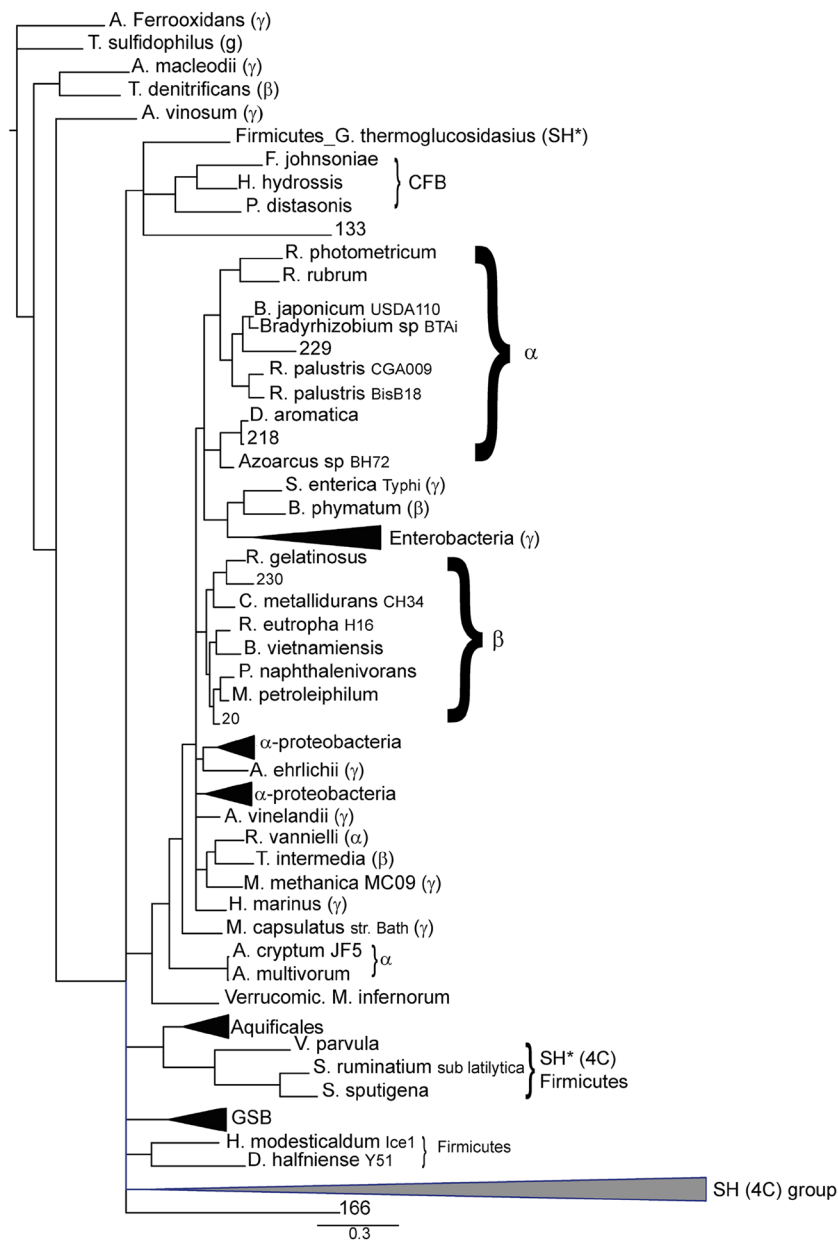 A. Ferrooxidans (γ)
T. sulfidophilus (g)
A. macleodii (γ)
T. denitrificans (β)
A. vinosum (γ)
Firmicutes_G. thermoglucosidasius (SH*)
F. johnsoniae
H. hydrossis
CFB
P. distasonis
133
R. photometricum
R. rubrum
B. japonicum USDA110
Bradyrhizobium sp BTAi
229
α
R. palustris CGA009
R. palustris BisB18
D. aromatica
218
Azoarcus sp BH72
S. enterica Typhi (γ)
B. phymatum (β)
Enterobacteria (γ)
R. gelatinosus
230
C. metallidurans CH34
R. eutropha H16
β
B. vietnamiensis
P. naphthalenivorans
M. petroleiphilum
20
α-proteobacteria
A. ehrlichii (γ)
α-proteobacteria
A. vinelandii (γ)
R. vannielli (α)
T. intermedia (β)
M. methanica MC09 (γ)
H. marinus (γ)
M. capsulatus str. Bath (γ)
A. cryptum JF5
α
A. multivorum
Verrucomic. M. infernorum
Aquificales
V. parvula
S. ruminatium sub latilytica
SH* (4C)
Firmicutes
S. sputigena
GSB
H. modesticaldum Ice1
Firmicutes
D. halfniense Y51
SH (4C) group
166
0.3